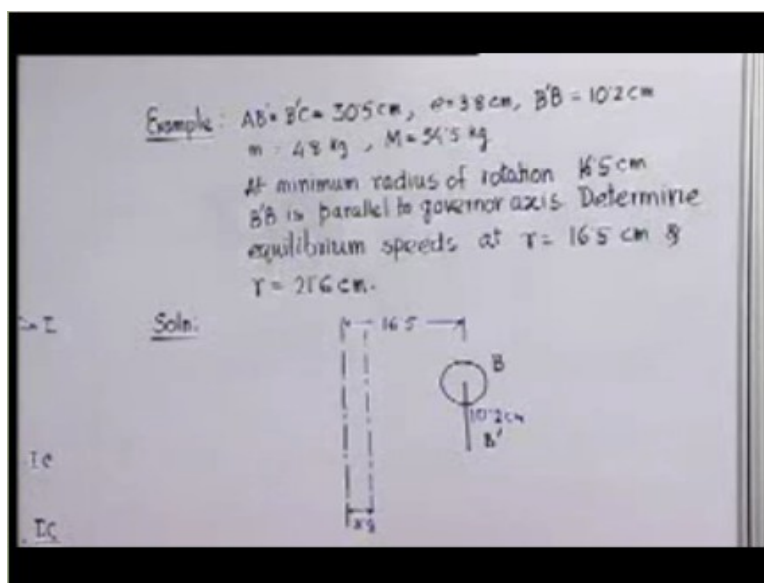 Example: AB' = B'C = 30·5 cm, e = 3·8 cm, B'B = 10·2 cm
m = 4·8 kg, M = 54·5 kg
At minimum radius of rotation 16·5 cm
B'B is parallel to governor axis. Determine
equilibrium speeds at r = 16·5 cm &
r = 21·6 cm.
Soln:
16·5
B
10·2 cm
B'
3·8